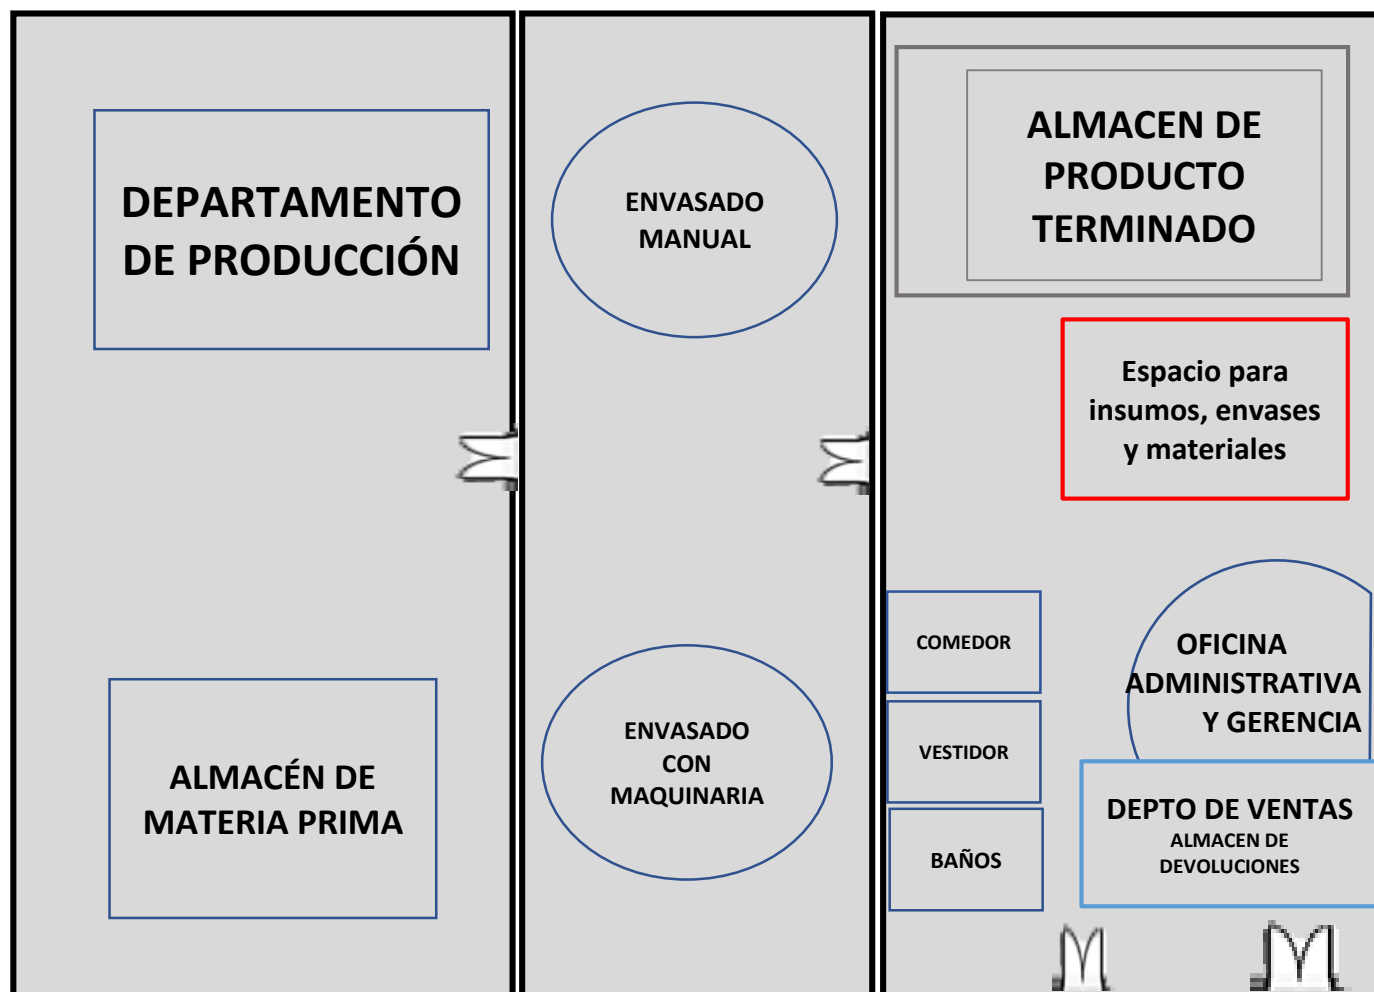 DEPARTAMENTO
DE PRODUCCIÓN
ALMACÉN DE
MATERIA PRIMA
ENVASADO
MANUAL
ENVASADO
CON
MAQUINARIA
ALMACEN DE
PRODUCTO
TERMINADO
Espacio para
insumos, envases
y materiales
COMEDOR
VESTIDOR
BAÑOS
OFICINA
ADMINISTRATIVA
Y GERENCIA
DEPTO DE VENTAS
ALMACEN DE
DEVOLUCIONES